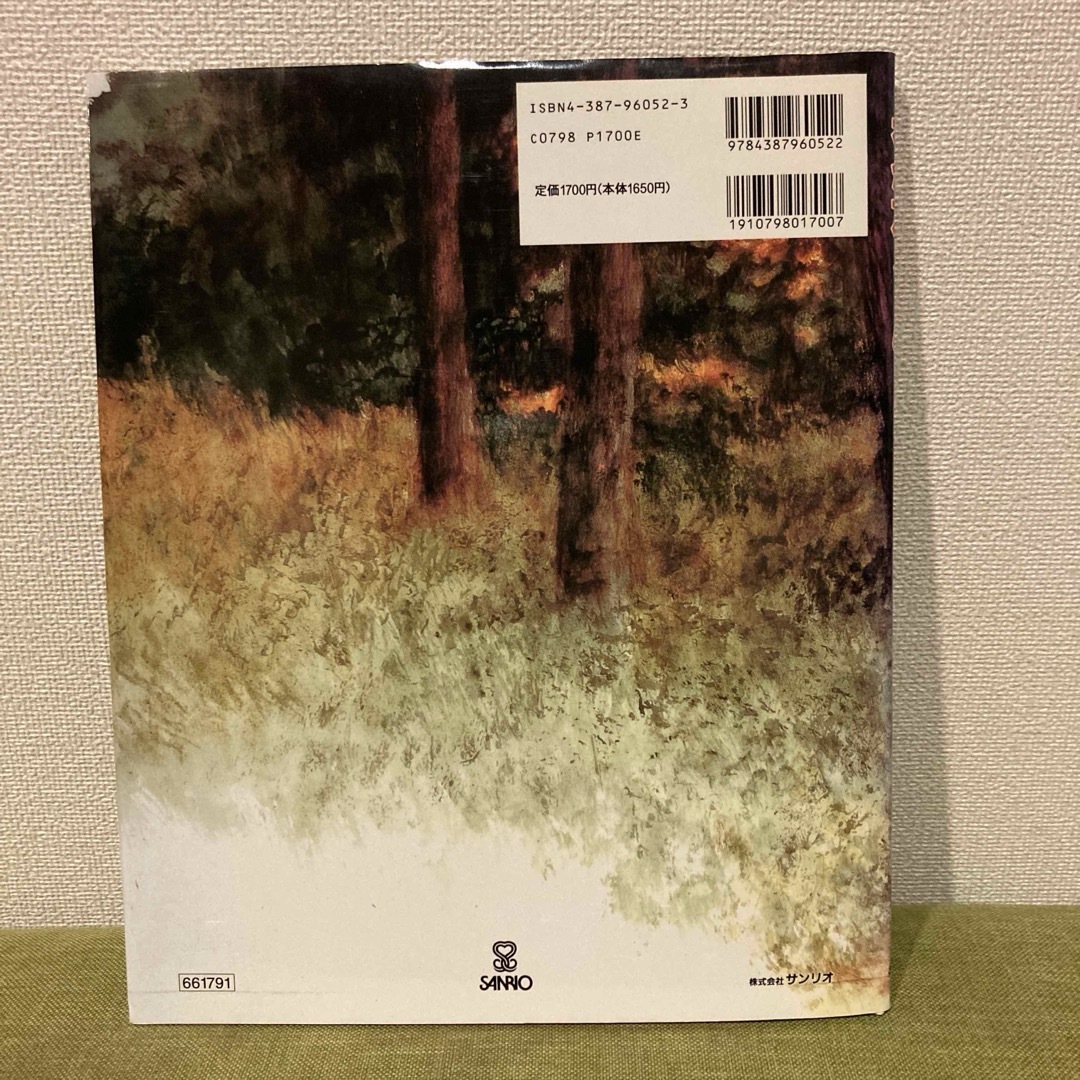 ISBN4-387-96052-3
C0798 P1700E
定価1700円(本体1650円)
9784387960522
1910798017007
661791
SANRIO
株式会社 サンリオ